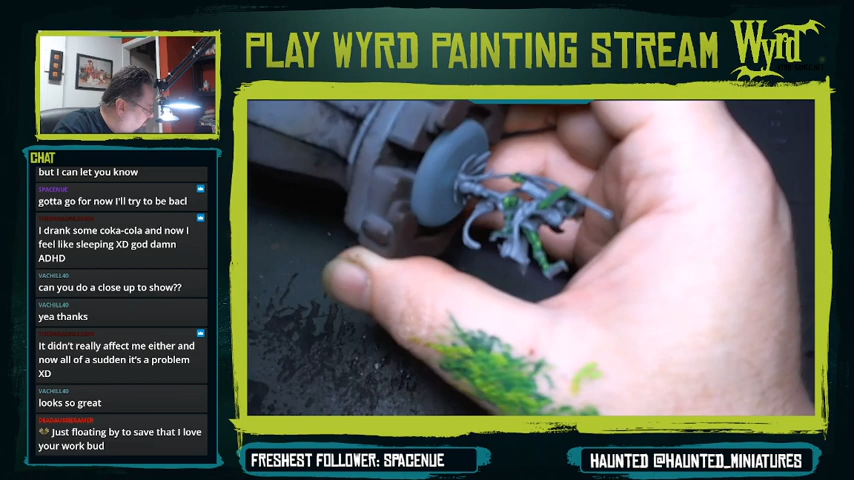 PLAY WYRD PAINTING STREAM
Wyrd
CHAT
but I can let you know
SPACENUE
gotta go for now I'll try to be bacl
I drank some coka-cola and now I
feel like sleeping XD god damn
ADHD
VACHILL40
can you do a close up to show??
VACHILL40
yea thanks
It didn't really affect me either and
now all of a sudden it's a problem
XD
VACHILL40
looks so great
Just floating by to save that I love
your work bud
FRESHEST FOLLOWER: SPACENUE
HAUNTED @HAUNTED_MINIATURES